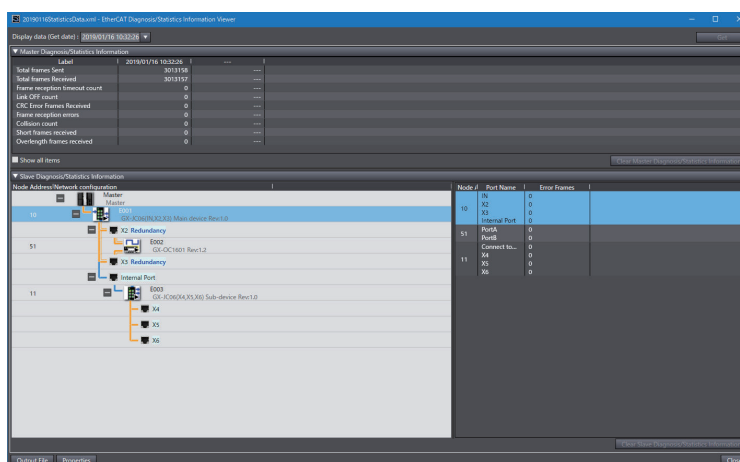 20190116StatisticsData.xml - EtherCAT Diagnosis/Statistics Information Viewer
Display data (Get date) : 2019/01/16 10:32:26
Get
Master Diagnosis/Statistics Information
Label 2019/01/16 10:32:26 ---
Total frames Sent 3013158 ---
Total frames Received 3013157 ---
Frame reception timeout count 0 ---
Link OFF count 0 ---
CRC Error Frames Received 0 ---
Frame reception errors 0 ---
Collision count 0 ---
Short frames received 0 ---
Overlength frames received 0 ---
Show all items
Clear Master Diagnosis/Statistics Information
Slave Diagnosis/Statistics Information
Node Address Network configuration
Master
Master
10 E001
GX-JC06(IN,X2,X3) Main device Rev:1.0
X2 Redundancy
51 E002
GX-OC1601 Rev:1.2
X3 Redundancy
Internal Port
11 E003
GX-JC06(X4,X5,X6) Sub-device Rev:1.0
X4
X5
X6
Node A Port Name Error Frames
10
IN 0
X2 0
X3 0
Internal Port 0
51
PortA 0
PortB 0
11
Connect to... 0
X4 0
X5 0
X6 0
Clear Slave Diagnosis/Statistics Information
Output File Properties
Close